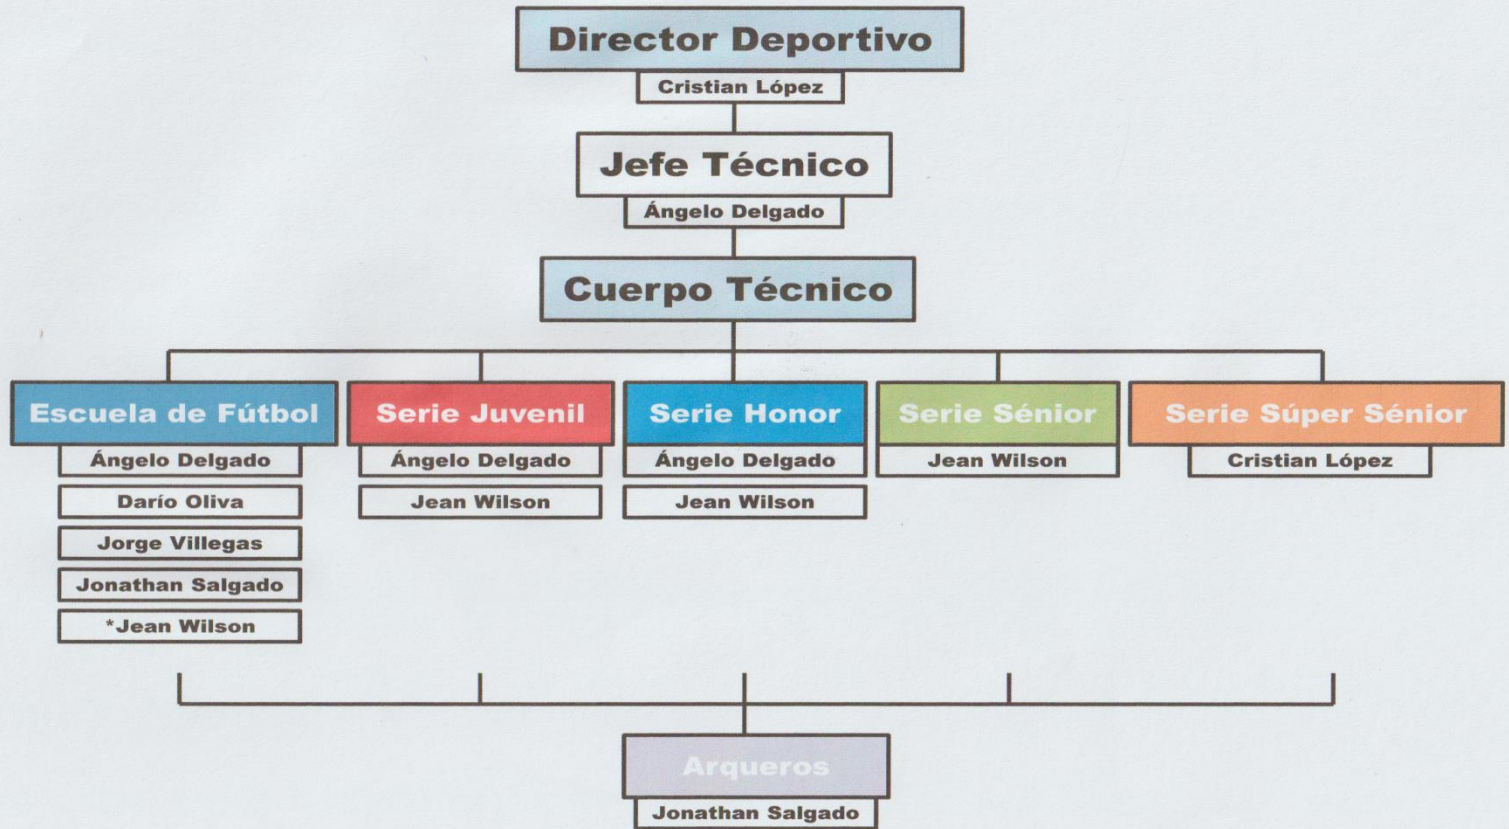 Director Deportivo
Cristian López
Jefe Técnico
Ángelo Delgado
Cuerpo Técnico
Escuela de Fútbol
Ángelo Delgado
Darío Oliva
Jorge Villegas
Jonathan Salgado
*Jean Wilson
Serie Juvenil
Ángelo Delgado
Jean Wilson
Serie Honor
Ángelo Delgado
Jean Wilson
Serie Sénior
Jean Wilson
Serie Súper Sénior
Cristian López
Arqueros
Jonathan Salgado